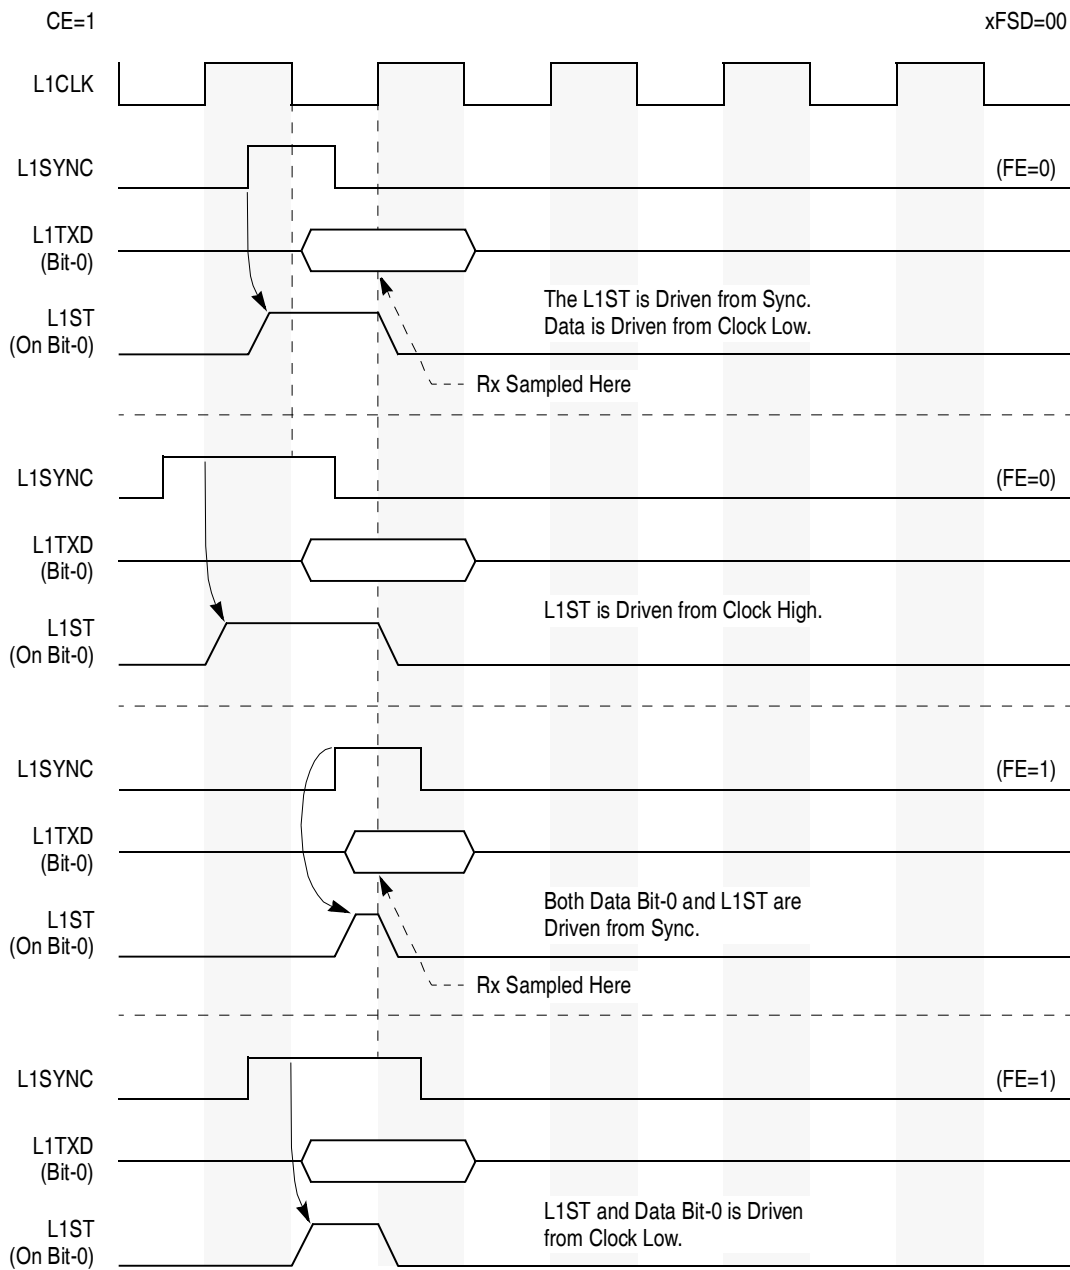 CE=1
xFSD=00
L1CLK
L1SYNC
(FE=0)
L1TXD
(Bit-0)
The L1ST is Driven from Sync.
Data is Driven from Clock Low.
L1ST
(On Bit-0)
Rx Sampled Here
L1SYNC
(FE=0)
L1TXD
(Bit-0)
L1ST is Driven from Clock High.
L1ST
(On Bit-0)
L1SYNC
(FE=1)
L1TXD
(Bit-0)
Both Data Bit-0 and L1ST are
Driven from Sync.
L1ST
(On Bit-0)
Rx Sampled Here
L1SYNC
(FE=1)
L1TXD
(Bit-0)
L1ST and Data Bit-0 is Driven
from Clock Low.
L1ST
(On Bit-0)